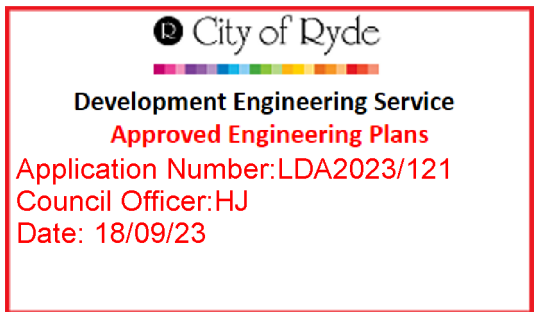 R City of Ryde
Development Engineering Service
Approved Engineering Plans
Application Number:LDA2023/121
Council Officer:HJ
Date: 18/09/23